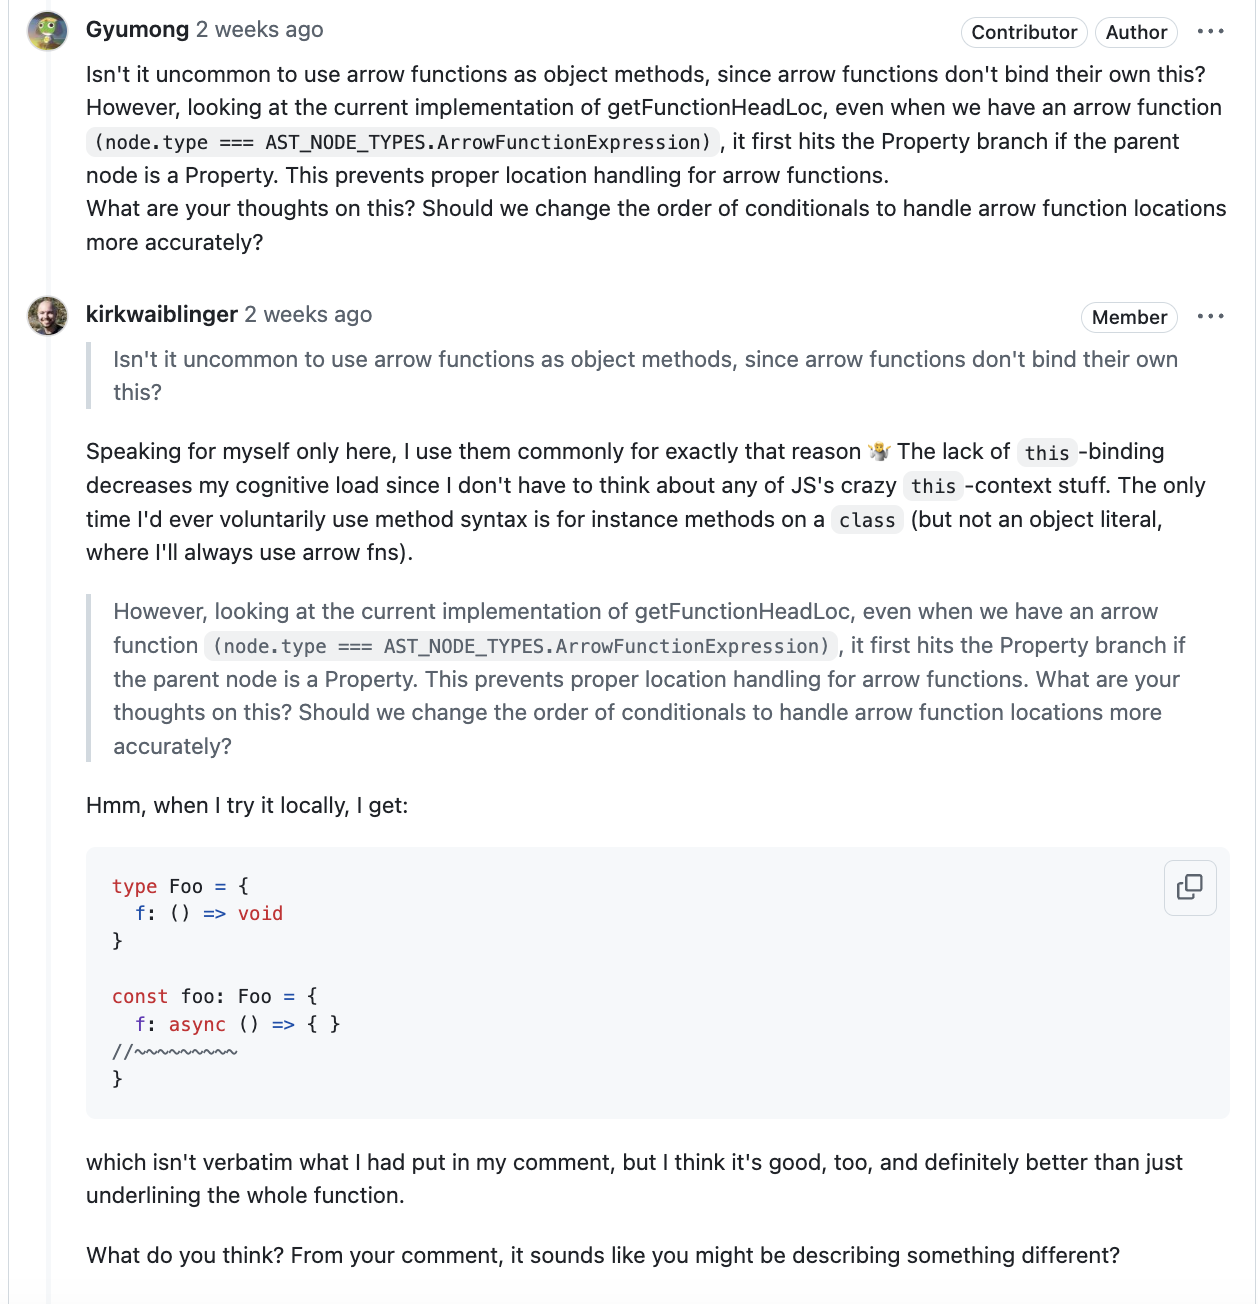 Gyumong 2 weeks ago
Contributor
Author
Isn't it uncommon to use arrow functions as object methods, since arrow functions don't bind their own this?
However, looking at the current implementation of getFunctionHeadLoc, even when we have an arrow function
(node.type === AST_NODE_TYPES.ArrowFunctionExpression), it first hits the Property branch if the parent
node is a Property. This prevents proper location handling for arrow functions.
What are your thoughts on this? Should we change the order of conditionals to handle arrow function locations
more accurately?
kirkwaiblinger 2 weeks ago
Member
Isn't it uncommon to use arrow functions as object methods, since arrow functions don't bind their own
this?
Speaking for myself only here, I use them commonly for exactly that reason 🤷 The lack of this-binding
decreases my cognitive load since I don't have to think about any of JS's crazy this-context stuff. The only
time I'd ever voluntarily use method syntax is for instance methods on a class (but not an object literal,
where I'll always use arrow fns).
However, looking at the current implementation of getFunctionHeadLoc, even when we have an arrow
function (node.type === AST_NODE_TYPES.ArrowFunctionExpression), it first hits the Property branch if
the parent node is a Property. This prevents proper location handling for arrow functions. What are your
thoughts on this? Should we change the order of conditionals to handle arrow function locations more
accurately?
Hmm, when I try it locally, I get:
type Foo = {
  f: () => void
}
const foo: Foo = {
  f: async () => { }
//~~~~~~~~~
}
which isn't verbatim what I had put in my comment, but I think it's good, too, and definitely better than just
underlining the whole function.
What do you think? From your comment, it sounds like you might be describing something different?